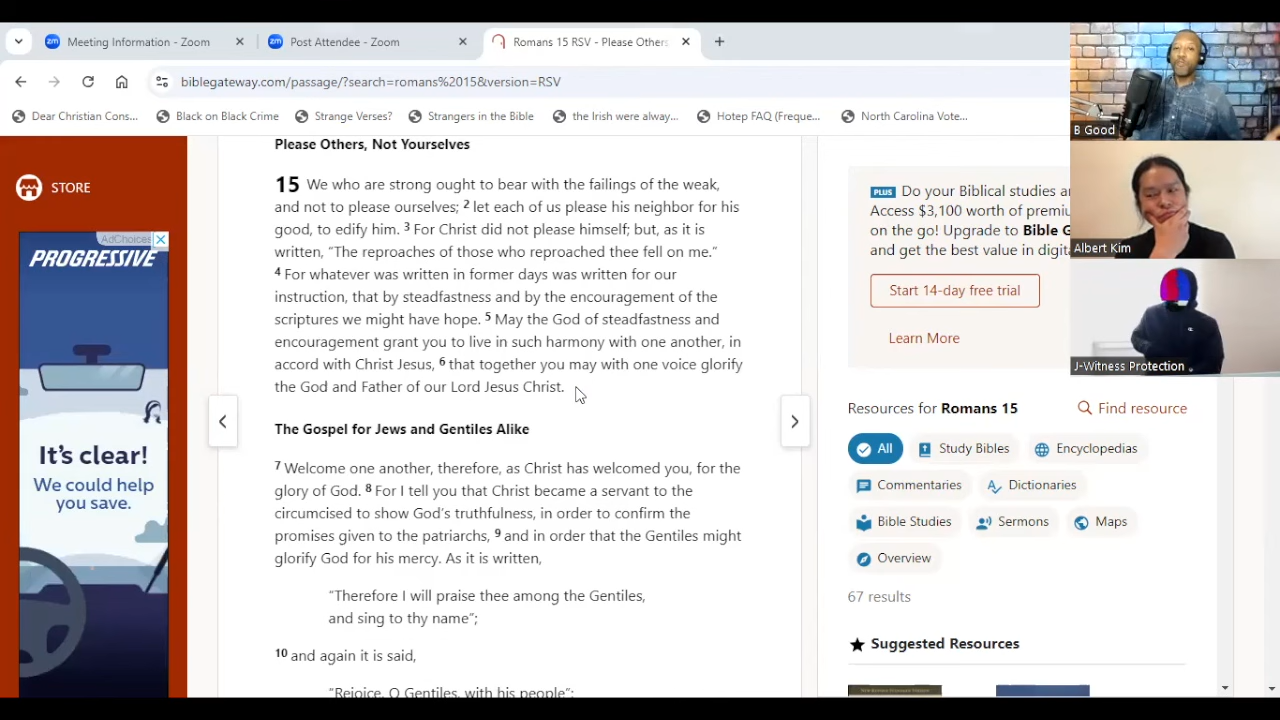 Meeting Information - Zoom
Post Attendee - Zoom
Romans 15 RSV - Please Others
biblegateway.com/passage/?search=romans%2015&version=RSV
Dear Christian Cons...
Black on Black Crime
Strange Verses?
Strangers in the Bible
the Irish were alway...
Hotep FAQ (Freque...
North Carolina Vote...
STORE
AdChoices
PROGRESSIVE
It's clear!
We could help
you save.
Please Others, Not Yourselves
15 We who are strong ought to bear with the failings of the weak,
and not to please ourselves; 2 let each of us please his neighbor for his
good, to edify him. 3 For Christ did not please himself; but, as it is
written, “The reproaches of those who reproached thee fell on me.”
4 For whatever was written in former days was written for our
instruction, that by steadfastness and by the encouragement of the
scriptures we might have hope. 5 May the God of steadfastness and
encouragement grant you to live in such harmony with one another, in
accord with Christ Jesus, 6 that together you may with one voice glorify
the God and Father of our Lord Jesus Christ.
The Gospel for Jews and Gentiles Alike
7 Welcome one another, therefore, as Christ has welcomed you, for the
glory of God. 8 For I tell you that Christ became a servant to the
circumcised to show God’s truthfulness, in order to confirm the
promises given to the patriarchs, 9 and in order that the Gentiles might
glorify God for his mercy. As it is written,
“Therefore I will praise thee among the Gentiles,
and sing to thy name”;
10 and again it is said,
“Rejoice, O Gentiles, with his people”;
PLUS Do your Biblical studies
Access $3,100 worth of
on the go! Upgrade to Bible
and get the best value in
Start 14-day free trial
Learn More
Resources for Romans 15
Find resource
All
Study Bibles
Encyclopedias
Commentaries
Dictionaries
Bible Studies
Sermons
Maps
Overview
67 results
Suggested Resources
B Good
Albert Kim
J-Witness Protection